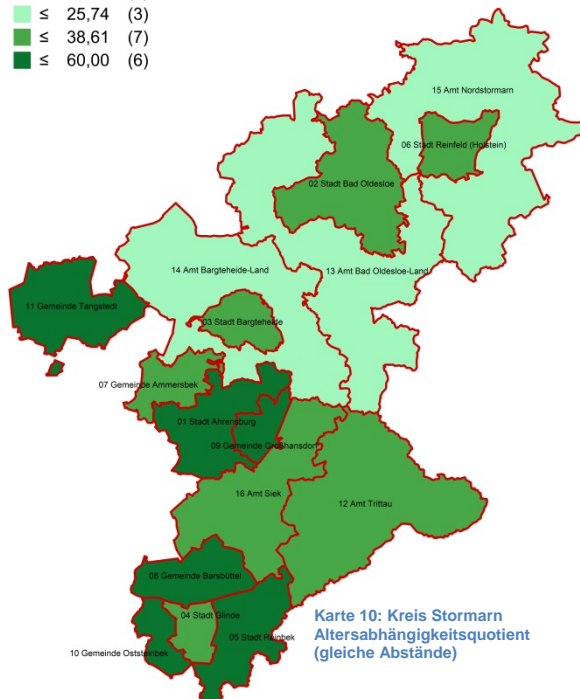 ≤ 25,74 (3)
≤ 38,61 (7)
≤ 60,00 (6)
15 Amt Nordstormarn
06 Stadt Reinfeld (Holstein)
02 Stadt Bad Oldesloe
14 Amt Bargteheide-Land
13 Amt Bad Oldesloe-Land
11 Gemeinde Tangstedt
03 Stadt Bargteheide
07 Gemeinde Ammersbek
01 Stadt Ahrensburg
09 Gemeinde Großhansdorf
16 Amt Siek
12 Amt Trittau
08 Gemeinde Barsbüttel
04 Stadt Glinde
05 Stadt Reinbek
10 Gemeinde Oststeinbek
Karte 10: Kreis Stormarn
Altersabhängigkeitsquotient
(gleiche Abstände)